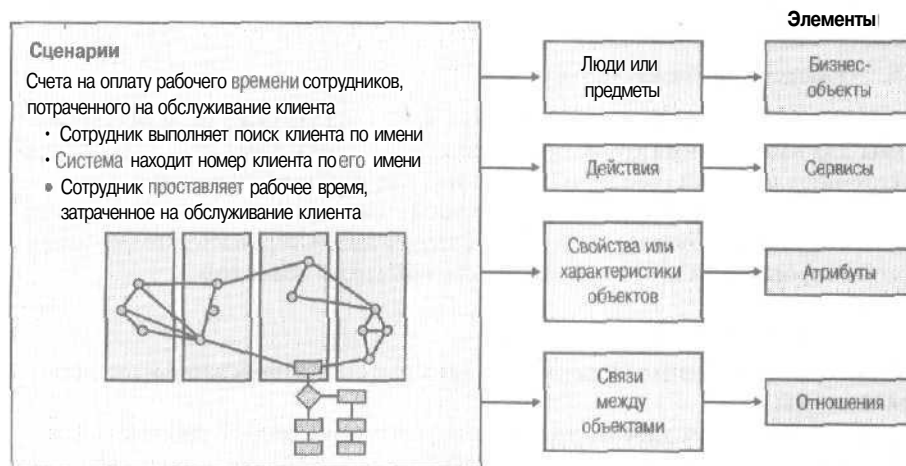 Элементы
Сценарии
Счета на оплату рабочего времени сотрудников,
потраченного на обслуживание клиента
• Сотрудник выполняет поиск клиента по имени
• Система находит номер клиента по его имени
• Сотрудник проставляет рабочее время,
затраченное на обслуживание клиента
Люди или
предметы
Бизнес-
объекты
Действия
Сервисы
Свойства или
характеристики
объектов
Атрибуты
Связи
между
объектами
Отношения